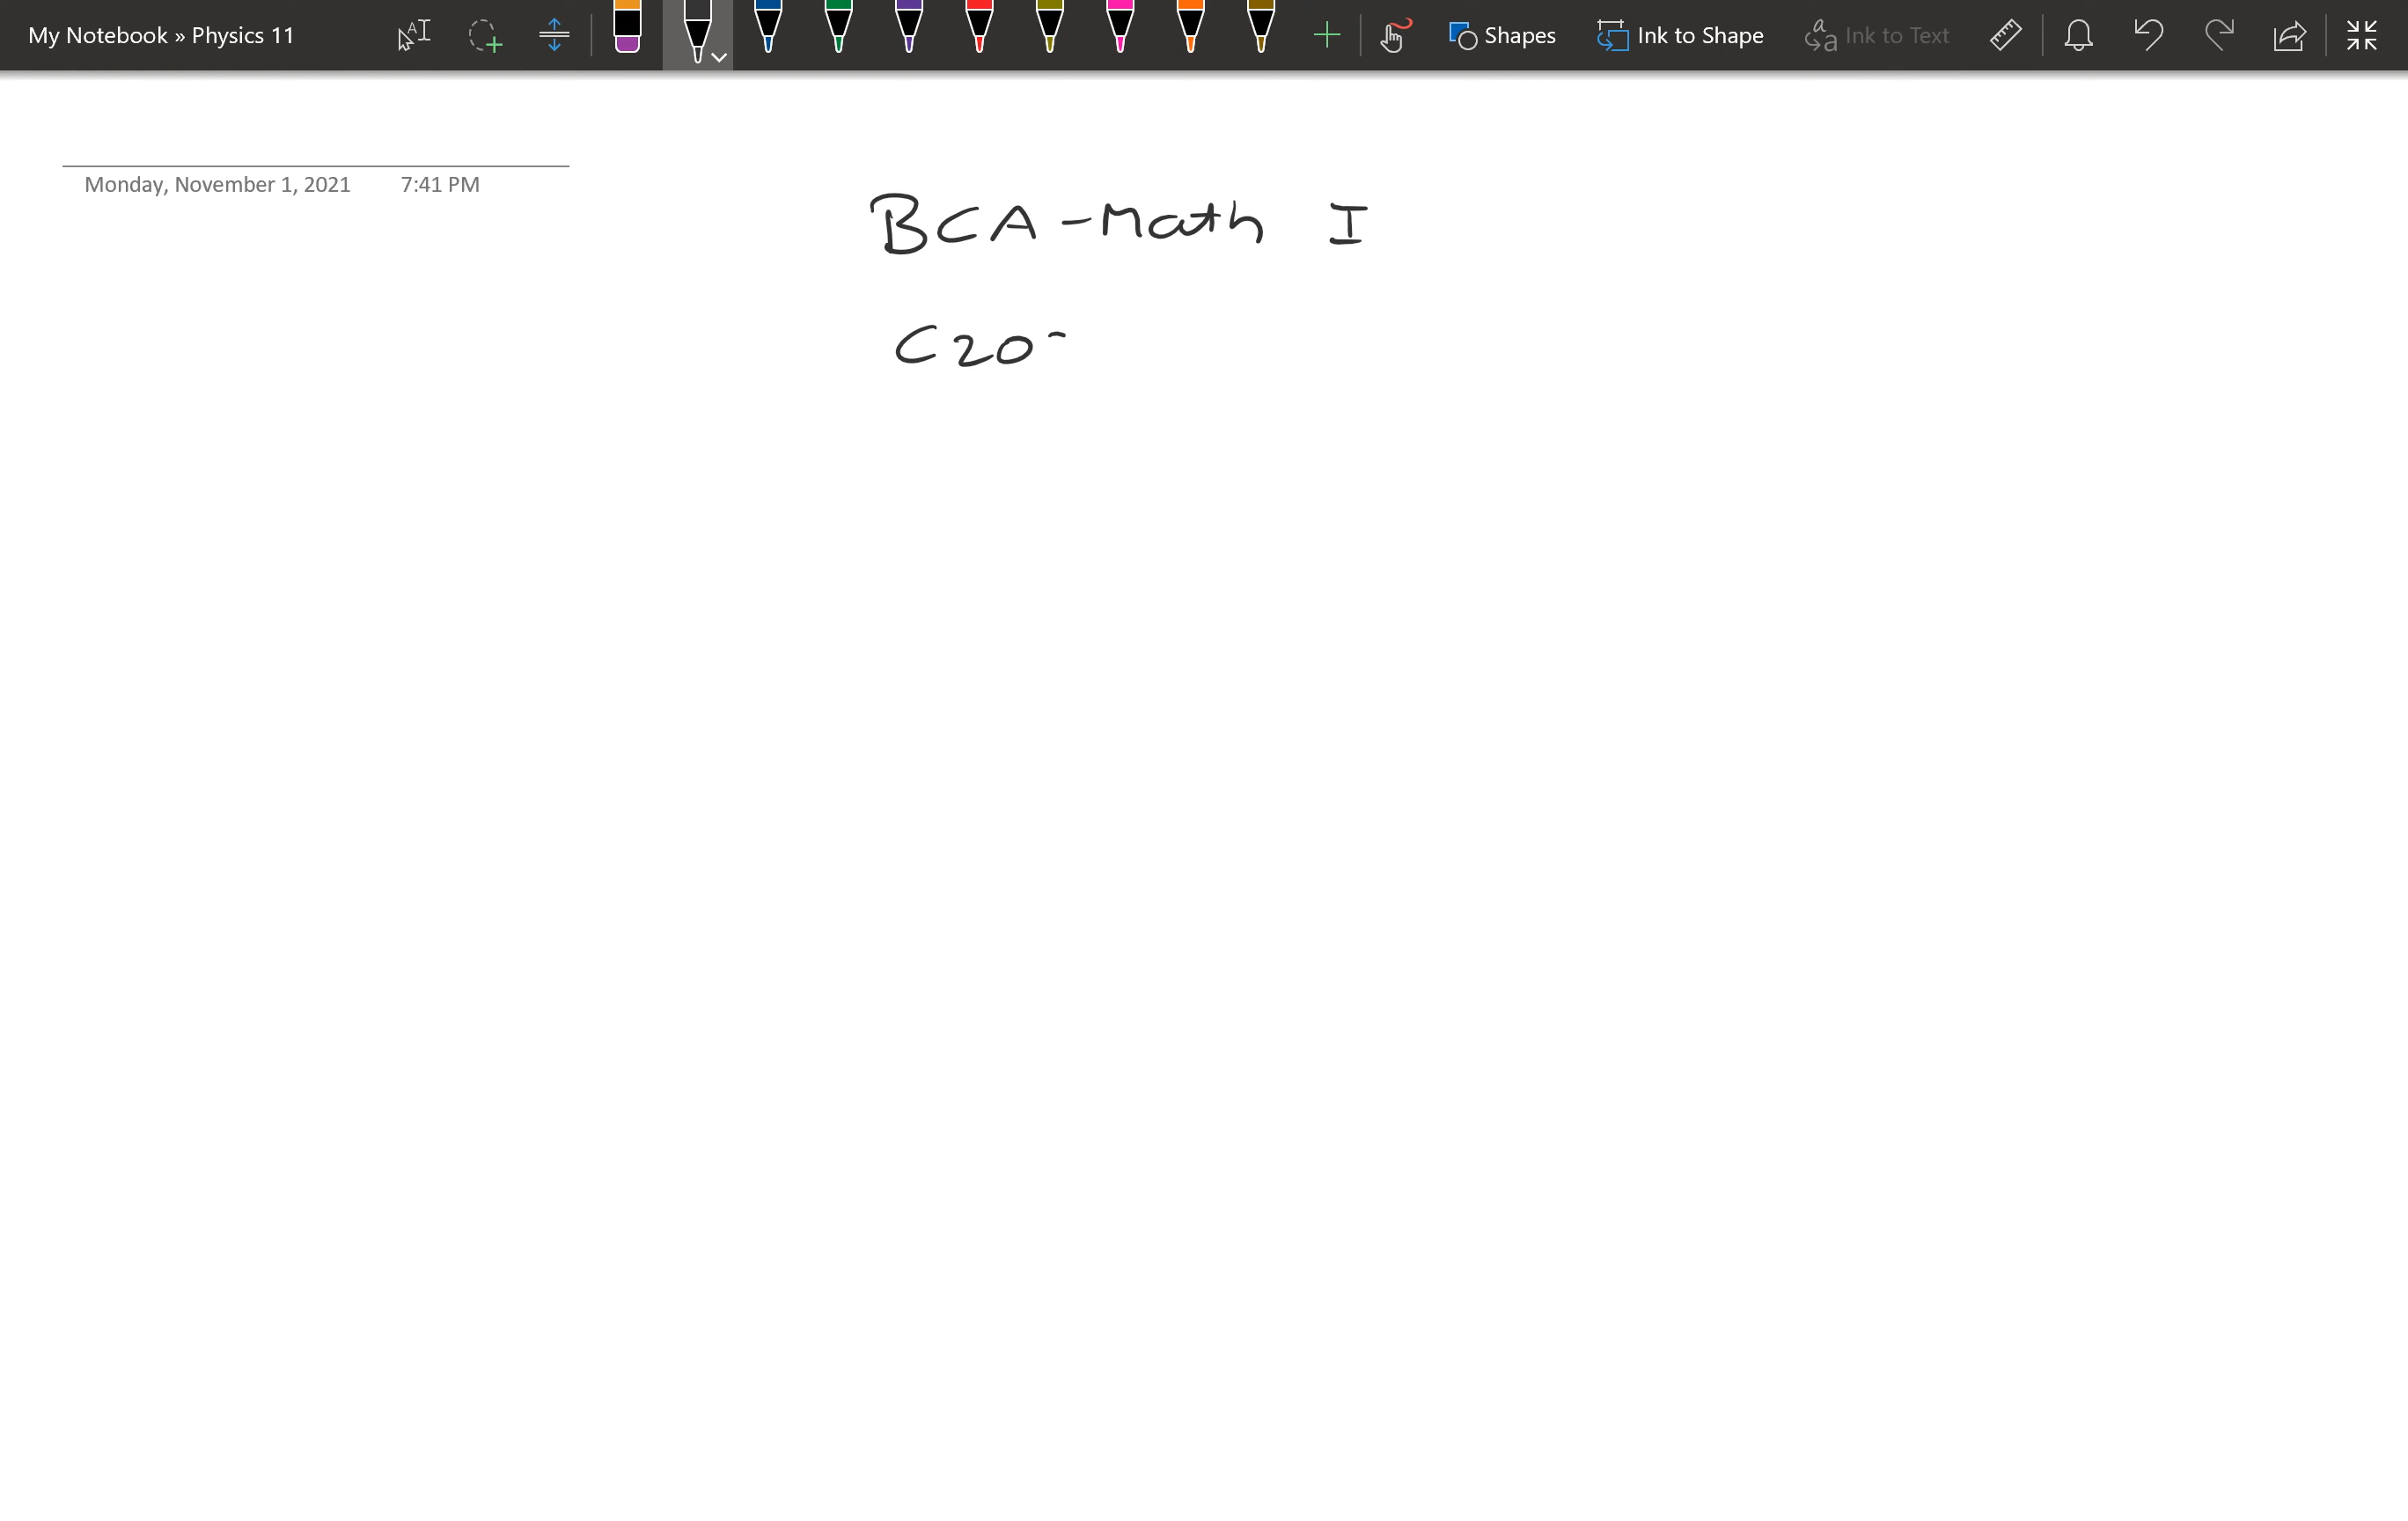 My Notebook » Physics 11 Shapes Ink to Shape Ink to Text
Monday, November 1, 2021 7:41 PM
BCA - Math I
C20-